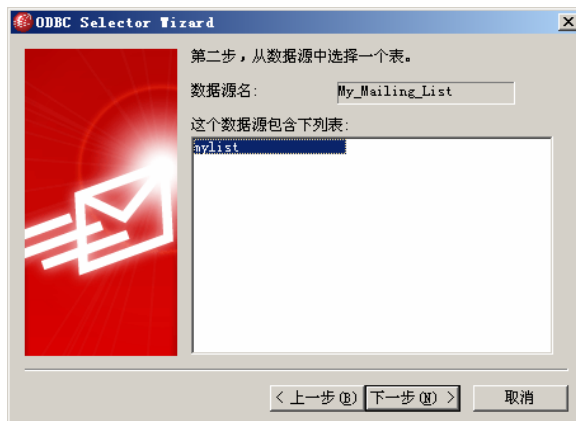 ODBC Selector Wizard
第二步，从数据源中选择一个表。
数据源名: My_Mailing_List
这个数据源包含下列表:
mylist
< 上一步(B) 下一步(N) > 取消